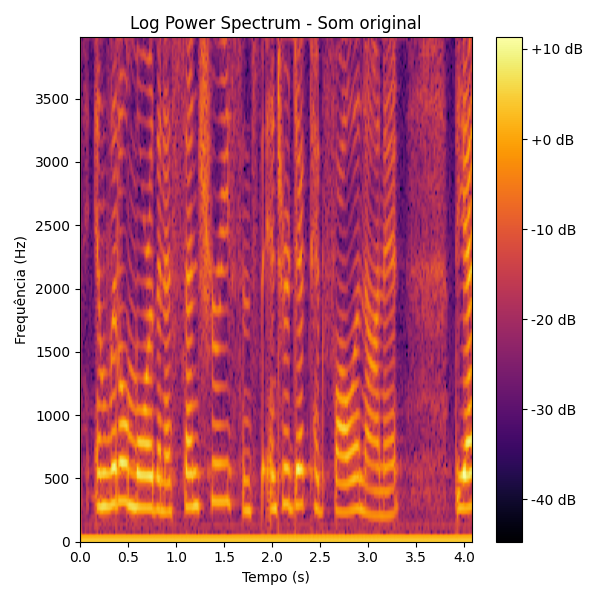 Log Power Spectrum - Som original
Frequência (Hz)
3500
3000
2500
2000
1500
1000
500
0
0.0 0.5 1.0 1.5 2.0 2.5 3.0 3.5 4.0
Tempo (s)
+10 dB
+0 dB
-10 dB
-20 dB
-30 dB
-40 dB